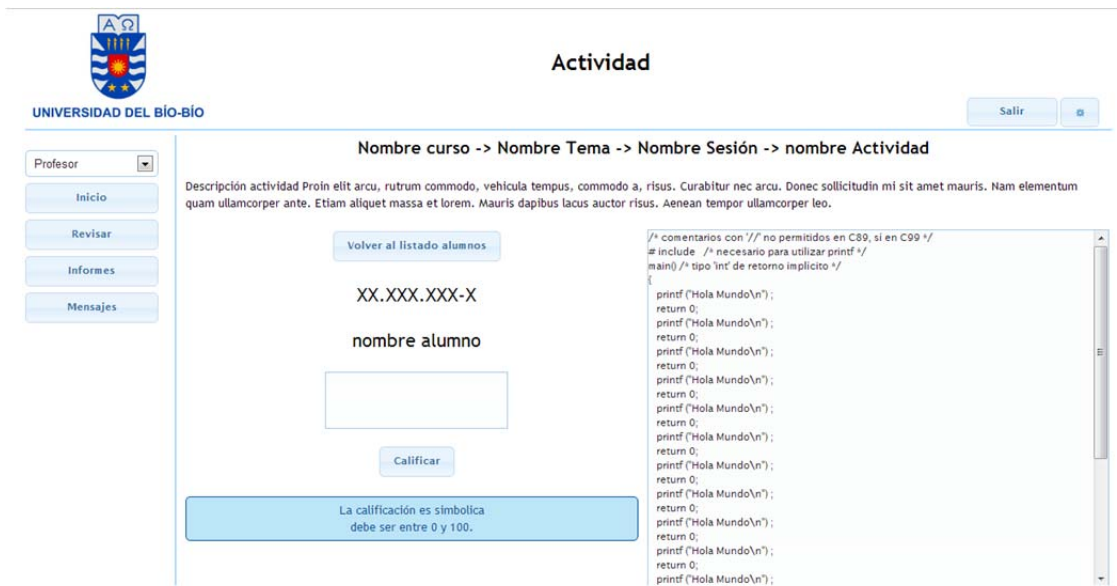 AΩ
UNIVERSIDAD DEL BÍO-BÍO
Actividad
Salir
Profesor
Inicio
Revisar
Informes
Mensajes
Nombre curso -> Nombre Tema -> Nombre Sesión -> nombre Actividad
Descripción actividad Proin elit arcu, rutrum commodo, vehicula tempus, commodo a, risus. Curabitur nec arcu. Donec sollicitudin mi sit amet mauris. Nam elementum
quam ullamcorper ante. Etiam aliquet massa et lorem. Mauris dapibus lacus auctor risus. Aenean tempor ullamcorper leo.
Volver al listado alumnos
XX.XXX.XXX-X
nombre alumno
Calificar
La calificación es simbolica
debe ser entre 0 y 100.
/* comentarios con '//' no permitidos en C89, sí en C99 */
# include  /* necesario para utilizar printf */
main() /* tipo 'int' de retorno implícito */
{
printf ("Hola Mundo\n") ;
return 0;
printf ("Hola Mundo\n") ;
return 0;
printf ("Hola Mundo\n") ;
return 0;
printf ("Hola Mundo\n") ;
return 0;
printf ("Hola Mundo\n") ;
return 0;
printf ("Hola Mundo\n") ;
return 0;
printf ("Hola Mundo\n") ;
return 0;
printf ("Hola Mundo\n") ;
return 0;
printf ("Hola Mundo\n") ;
return 0;
printf ("Hola Mundo\n") ;
return 0;
printf ("Hola Mundo\n") ;